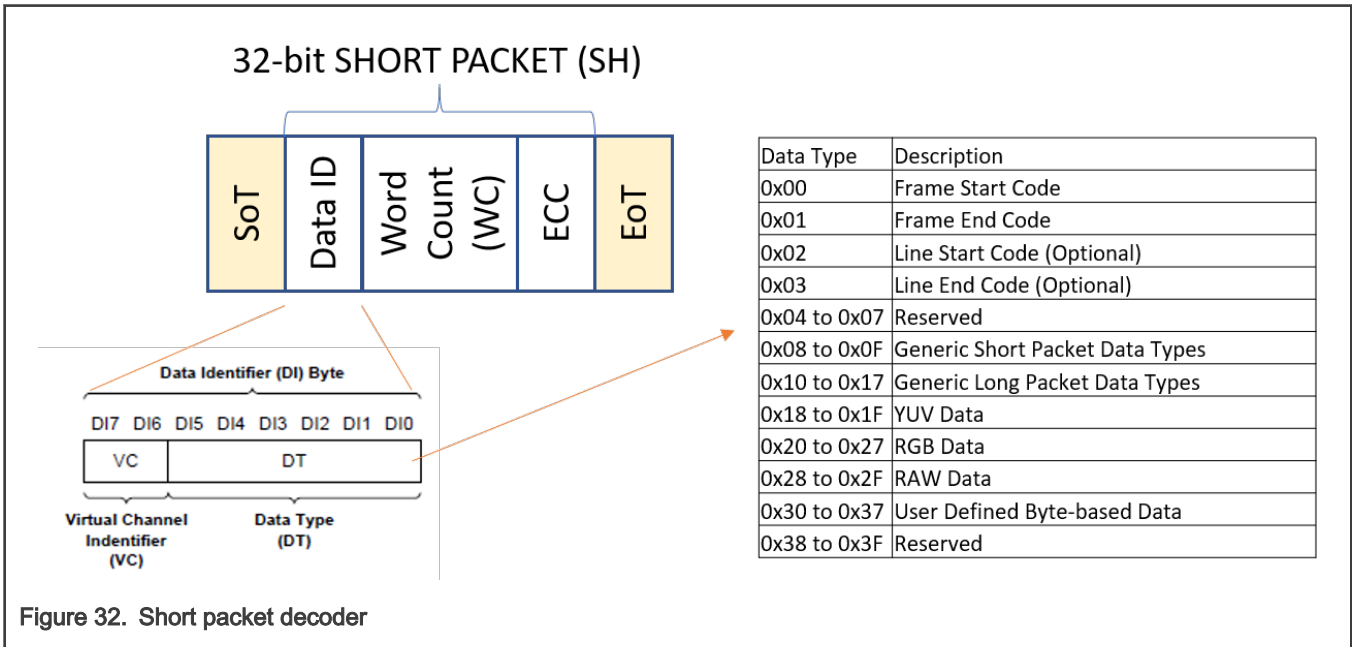 32-bit SHORT PACKET (SH)
SoT
Data ID
Word
Count
(WC)
ECC
EoT
Data Identifier (DI) Byte
DI7 DI6 DI5 DI4 DI3 DI2 DI1 DI0
VC DT
Virtual Channel
Indentifier
(VC)
Data Type
(DT)
Data Type Description
0x00 Frame Start Code
0x01 Frame End Code
0x02 Line Start Code (Optional)
0x03 Line End Code (Optional)
0x04 to 0x07 Reserved
0x08 to 0x0F Generic Short Packet Data Types
0x10 to 0x17 Generic Long Packet Data Types
0x18 to 0x1F YUV Data
0x20 to 0x27 RGB Data
0x28 to 0x2F RAW Data
0x30 to 0x37 User Defined Byte-based Data
0x38 to 0x3F Reserved
Figure 32. Short packet decoder